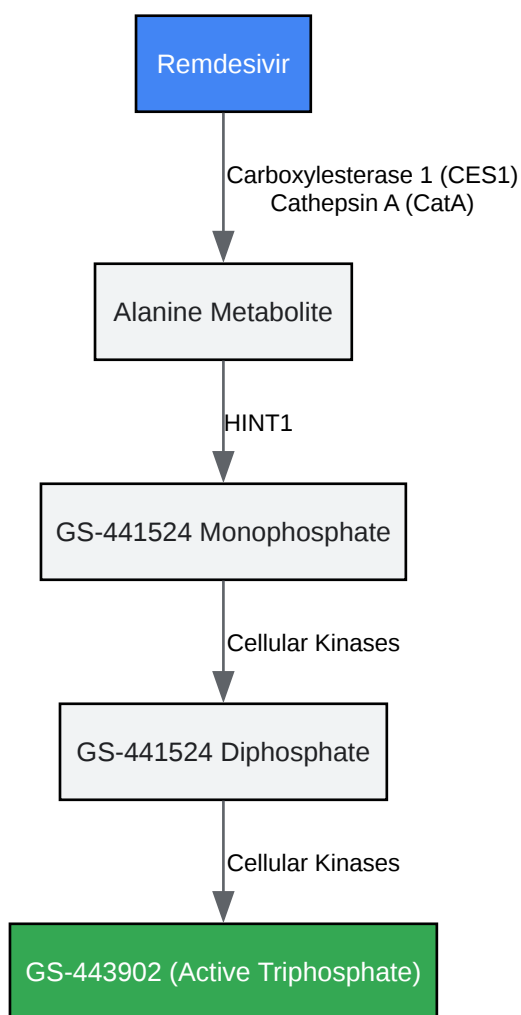 Remdesivir
Carboxylesterase 1 (CES1)
Cathepsin A (CatA)
Alanine Metabolite
HINT1
GS-441524 Monophosphate
Cellular Kinases
GS-441524 Diphosphate
Cellular Kinases
GS-443902 (Active Triphosphate)